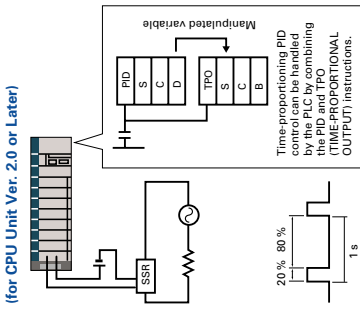 (for CPU Unit Ver. 2.0 or Later)
PID
S
C
D
Manipulated variable
TPO
S
C
B
SSR
Time-proportioning PID
control can be handled
by the PLC by combining
the PID and TPO
(TIME-PROPORTIONAL
OUTPUT) instructions.
20 %
80 %
1 s